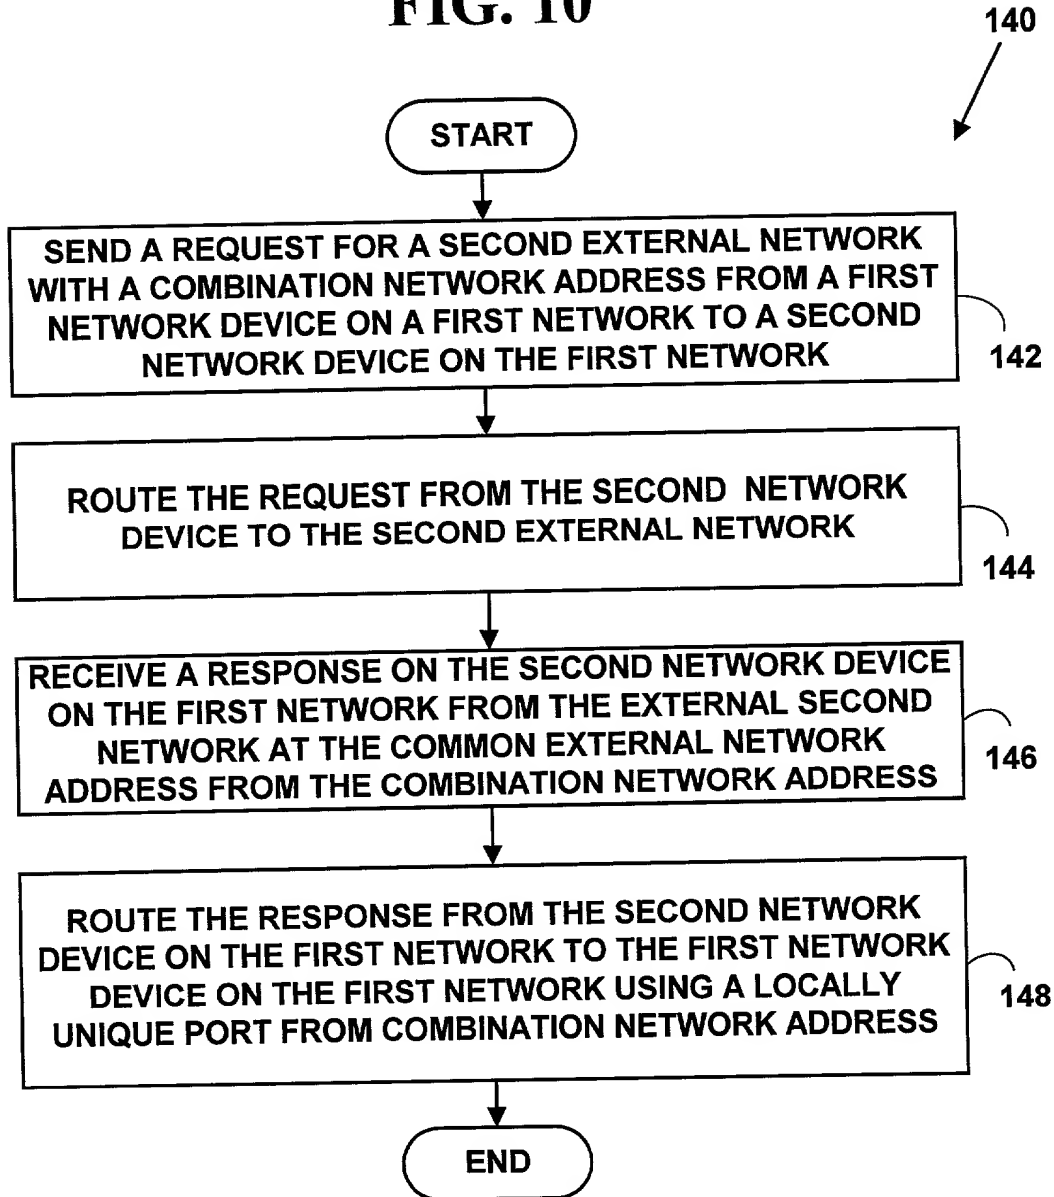 FIG. 10
140
START
SEND A REQUEST FOR A SECOND EXTERNAL NETWORK
WITH A COMBINATION NETWORK ADDRESS FROM A FIRST
NETWORK DEVICE ON A FIRST NETWORK TO A SECOND
NETWORK DEVICE ON THE FIRST NETWORK
142
ROUTE THE REQUEST FROM THE SECOND NETWORK
DEVICE TO THE SECOND EXTERNAL NETWORK
144
RECEIVE A RESPONSE ON THE SECOND NETWORK DEVICE
ON THE FIRST NETWORK FROM THE EXTERNAL SECOND
NETWORK AT THE COMMON EXTERNAL NETWORK
ADDRESS FROM THE COMBINATION NETWORK ADDRESS
146
ROUTE THE RESPONSE FROM THE SECOND NETWORK
DEVICE ON THE FIRST NETWORK TO THE FIRST NETWORK
DEVICE ON THE FIRST NETWORK USING A LOCALLY
UNIQUE PORT FROM COMBINATION NETWORK ADDRESS
148
END